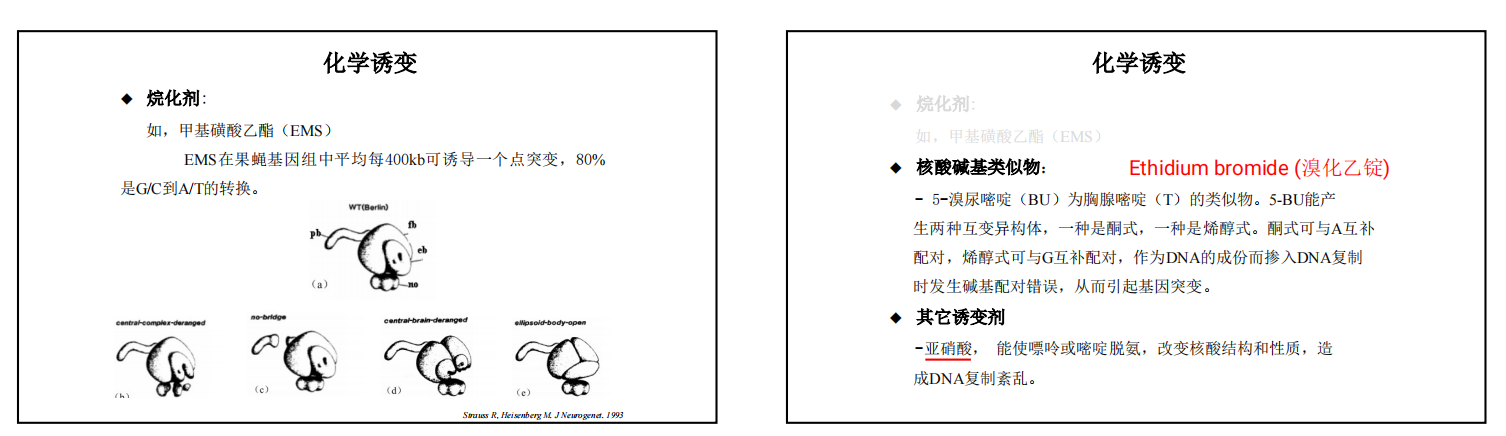 化学诱变
◆ 烷化剂:
如，甲基磺酸乙酯（EMS）
EMS在果蝇基因组中平均每400kb可诱导一个点突变，80%
是G/C到A/T的转换。
WT(Berlin)
pb
fb
eb
no
（a）
central-complex-deranged
no-bridge
central-brain-deranged
ellipsoid-body-open
（b）
（c）
（d）
（e）
Strauss R, Heisenberg M. J Neurogenet. 1993
化学诱变
◆ 烷化剂:
如，甲基磺酸乙酯（EMS）
◆ 核酸碱基类似物：
Ethidium bromide (溴化乙锭)
- 5-溴尿嘧啶（BU）为胸腺嘧啶（T）的类似物。5-BU能产
生两种互变异构体，一种是酮式，一种是烯醇式。酮式可与A互补
配对，烯醇式可与G互补配对，作为DNA的成份而掺入DNA复制
时发生碱基配对错误，从而引起基因突变。
◆ 其它诱变剂
-亚硝酸， 能使嘌呤或嘧啶脱氨，改变核酸结构和性质，造
成DNA复制紊乱。